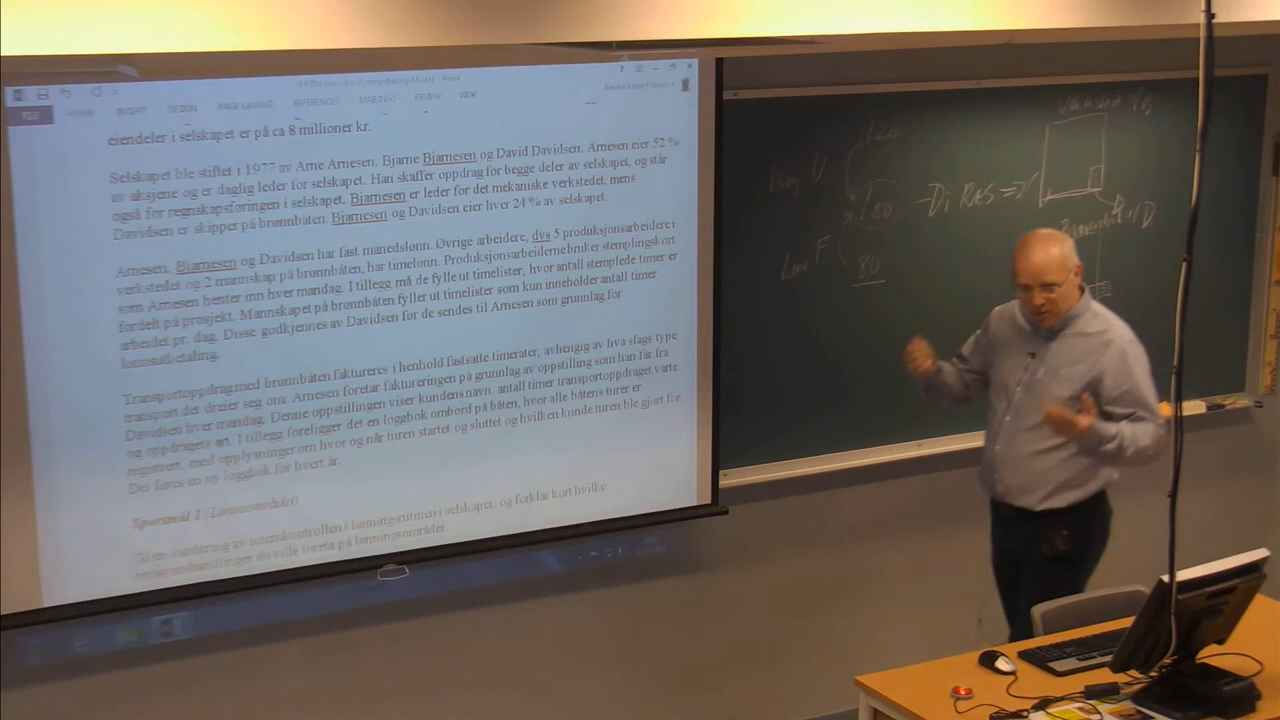 FILE HOME INSERT DESIGN PAGE LAYOUT REFERENCES MAILINGS REVIEW VIEW
eiendeler i selskapet er på ca 8 millioner kr.
Selskapet ble stiftet i 1977 av Arne Arnesen, Bjarne Bjarnesen og David Davidsen. Arnesen eier 52 %
av aksjene og er daglig leder for selskapet. Han skaffer oppdrag for begge deler av selskapet, og står
også for regnskapsføringen i selskapet. Bjarnesen er leder for det mekaniske verkstedet, mens
Davidsen er skipper på brønnbåten. Bjarnesen og Davidsen eier hver 24 % av selskapet.
Arnesen, Bjarnesen og Davidsen har fast månedslønn. Øvrige arbeidere, dvs 5 produksjonsarbeidere i
verkstedet og 2 mannskap på brønnbåten, har timelønn. Produksjonsarbeiderne bruker stemplingskort
som Arnesen henter inn hver mandag. I tillegg må de fylle ut timelister, hvor antall stemplede timer er
fordelt på prosjekt. Mannskapet på brønnbåten fyller ut timelister som kun inneholder antall timer
arbeidet pr. dag. Disse godkjennes av Davidsen før de sendes til Arnesen som grunnlag for
lønnsutbetaling.
Transportoppdrag med brønnbåten faktureres i henhold fastsatte timerater, avhengig av hva slags type
transport det dreier seg om. Arnesen foretar faktureringen på grunnlag av oppstilling som han får fra
Davidsen hver mandag. Denne oppstillingen viser kundens navn, antall timer transportoppdraget varte
og oppdragets art. I tillegg foreligger det en loggbok ombord på båten, hvor alle båtens turer er
registrert, med opplysninger om hvor og når turen startet og sluttet og hvilken kunde turen ble gjort for.
Det føres en ny loggbok for hvert år.
Spørsmål 1 (Lønnsområdet)
Gi en vurdering av internkontrollen i lønningsrutinen i selskapet, og forklar kort hvilke
revisjonshandlinger du ville foreta på lønningsområdet.
120
100
80